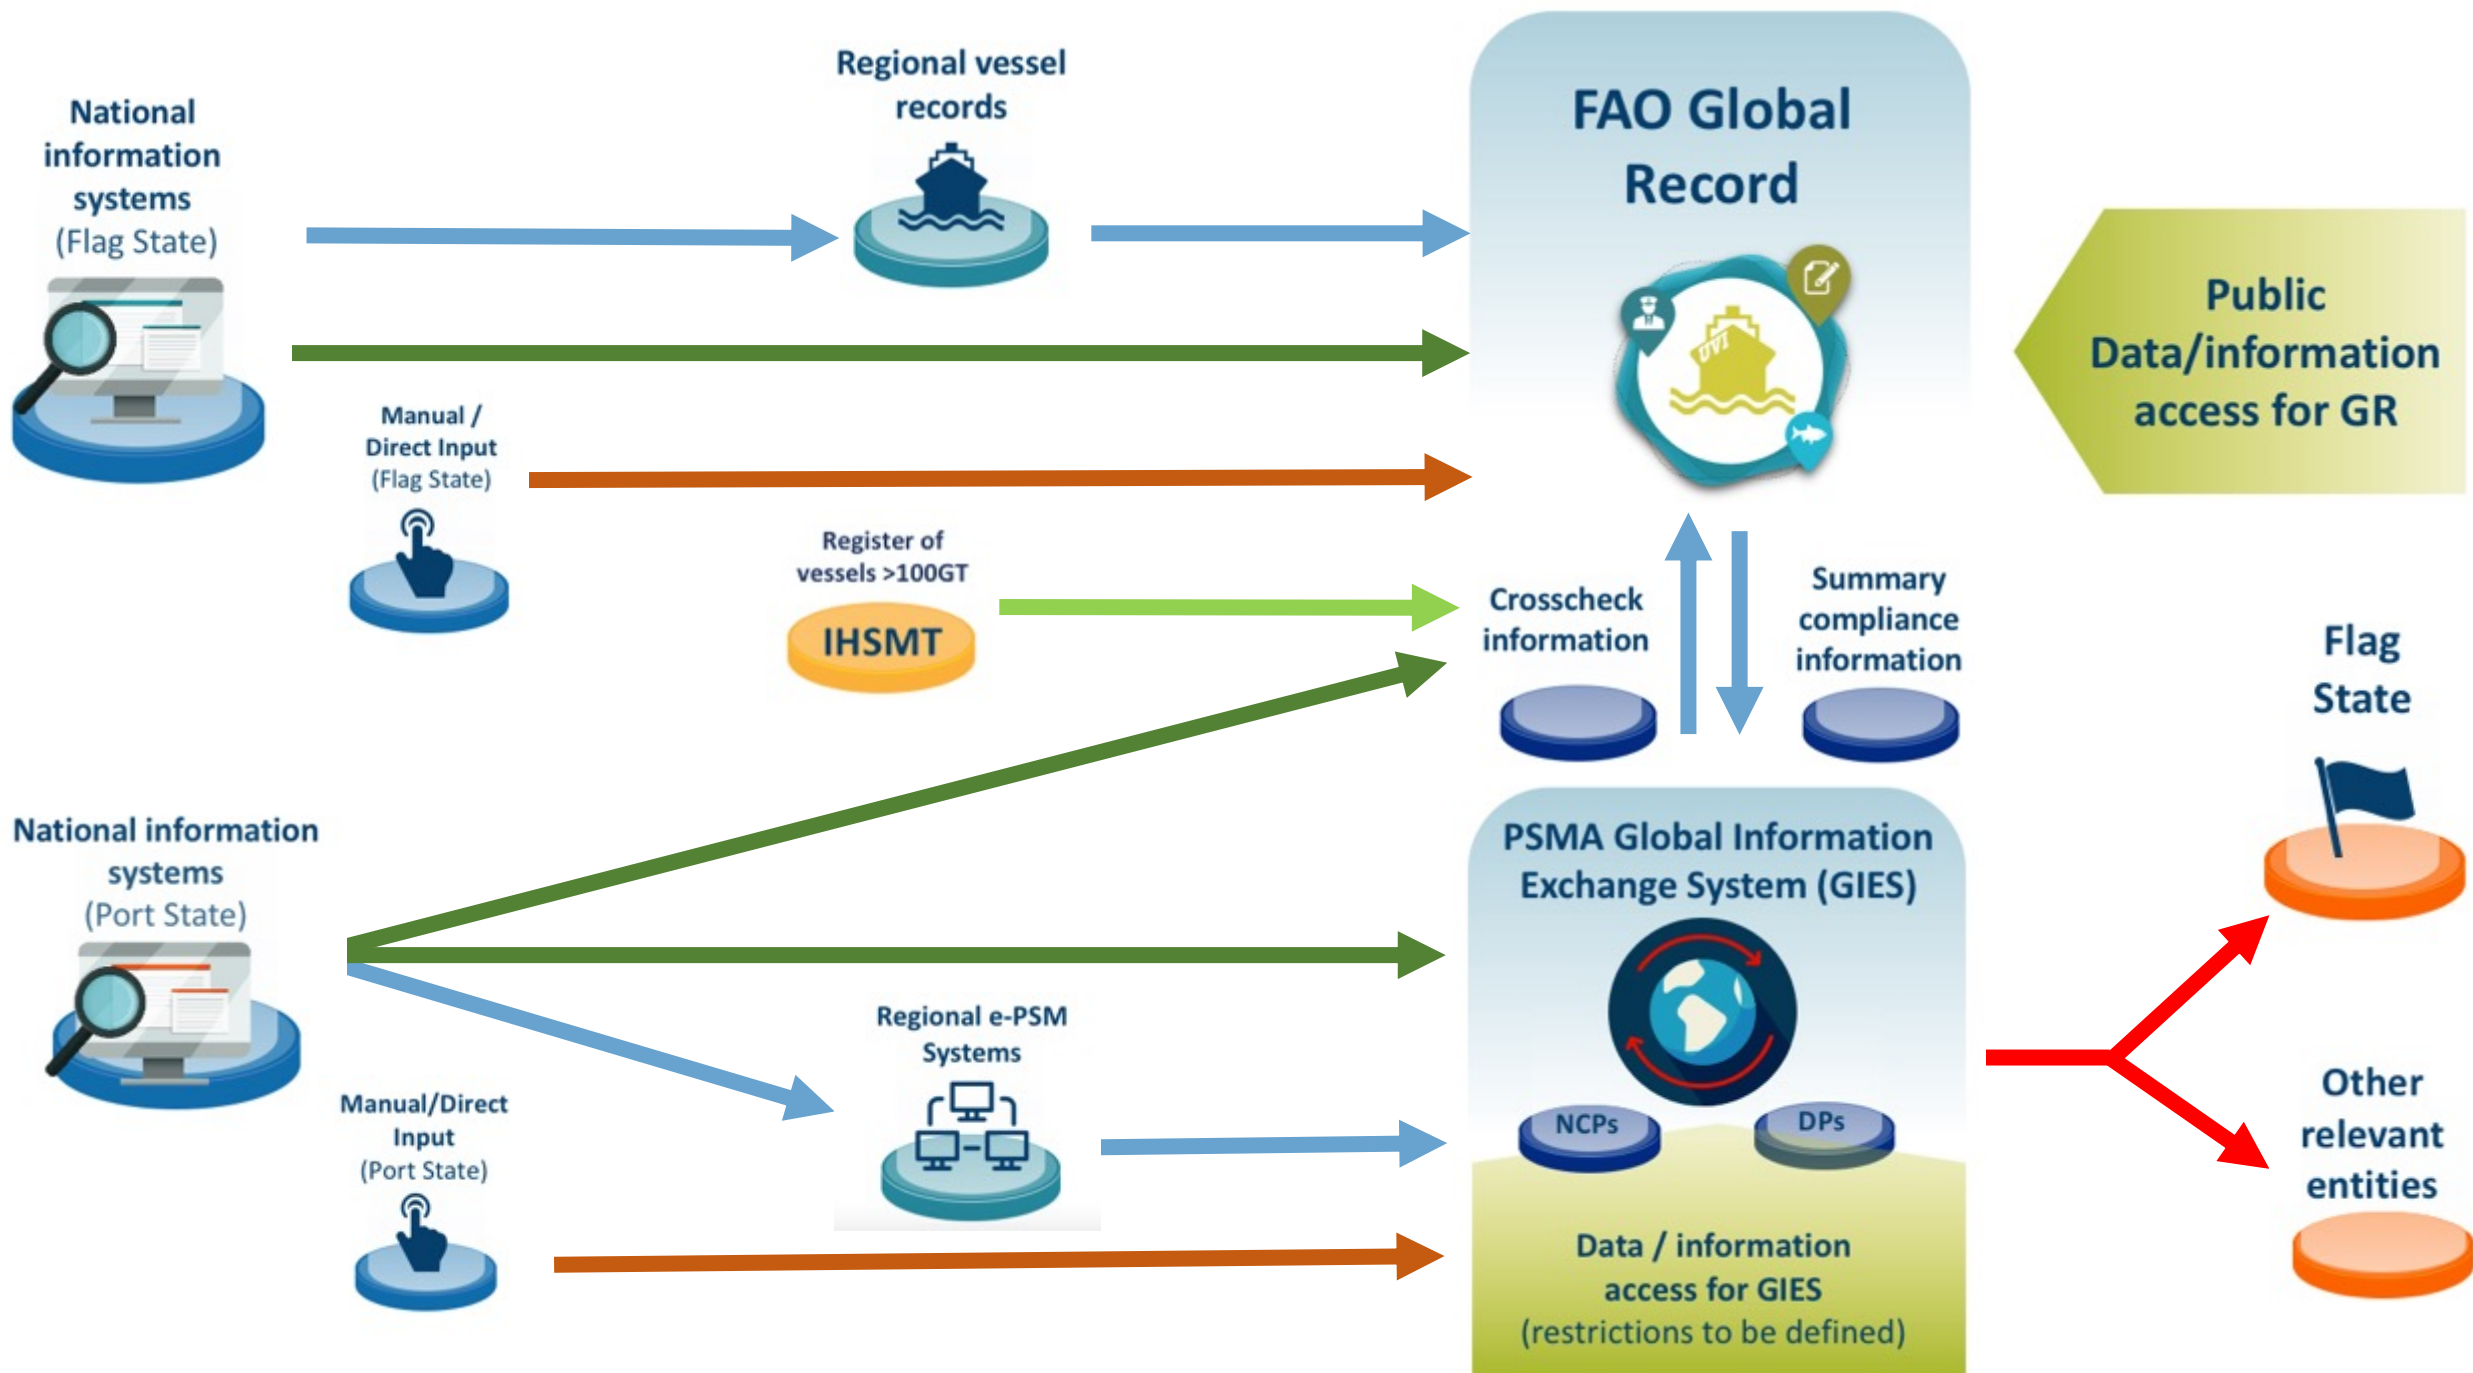 National
information
systems
(Flag State)
Regional vessel
records
FAO Global
Record
UVI
Public
Data/information
access for GR
Manual /
Direct Input
(Flag State)
Register of
vessels >100GT
IHSMT
Crosscheck
information
Summary
compliance
information
Flag
State
National information
systems
(Port State)
PSMA Global Information
Exchange System (GIES)
Regional e-PSM
Systems
Manual/Direct
Input
(Port State)
NCPs
DPs
Other
relevant
entities
Data / information
access for GIES
(restrictions to be defined)